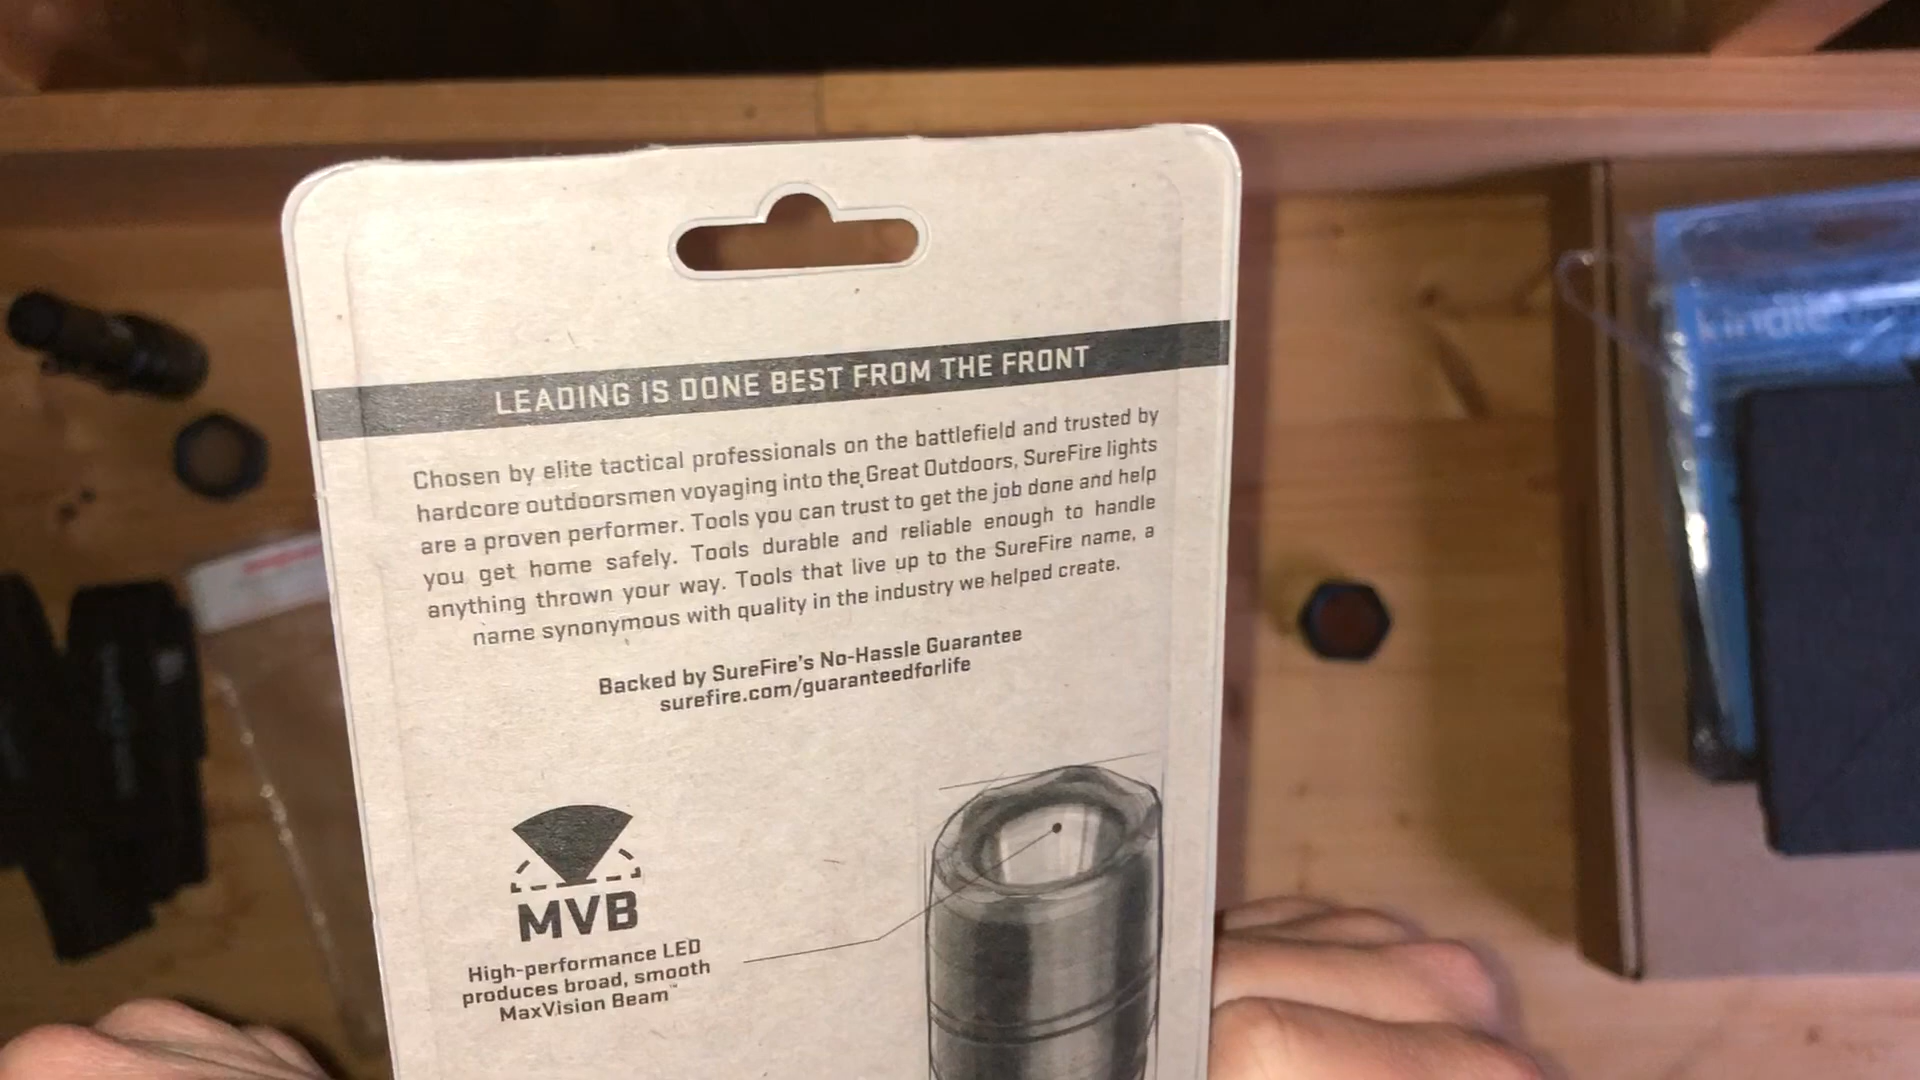 LEADING IS DONE BEST FROM THE FRONT
Chosen by elite tactical professionals on the battlefield and trusted by
hardcore outdoorsmen voyaging into the Great Outdoors, SureFire lights
are a proven performer. Tools you can trust to get the job done and help
you get home safely. Tools durable and reliable enough to handle
anything thrown your way. Tools that live up to the SureFire name, a
name synonymous with quality in the industry we helped create.
Backed by SureFire's No-Hassle Guarantee
surefire.com/guaranteedforlife
MVB
High-performance LED
produces broad, smooth
MaxVision Beam™
kindle